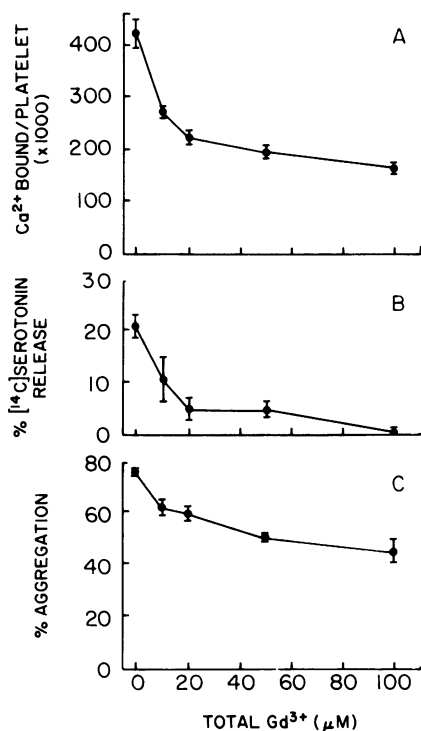 A
Ca²⁺ BOUND/PLATELET
(x 1000)
400
300
200
100
0
B
% [¹⁴C]SEROTONIN
RELEASE
30
20
10
0
C
% AGGREGATION
80
60
40
20
0
0 20 40 60 80 100
TOTAL Gd³⁺ (μM)